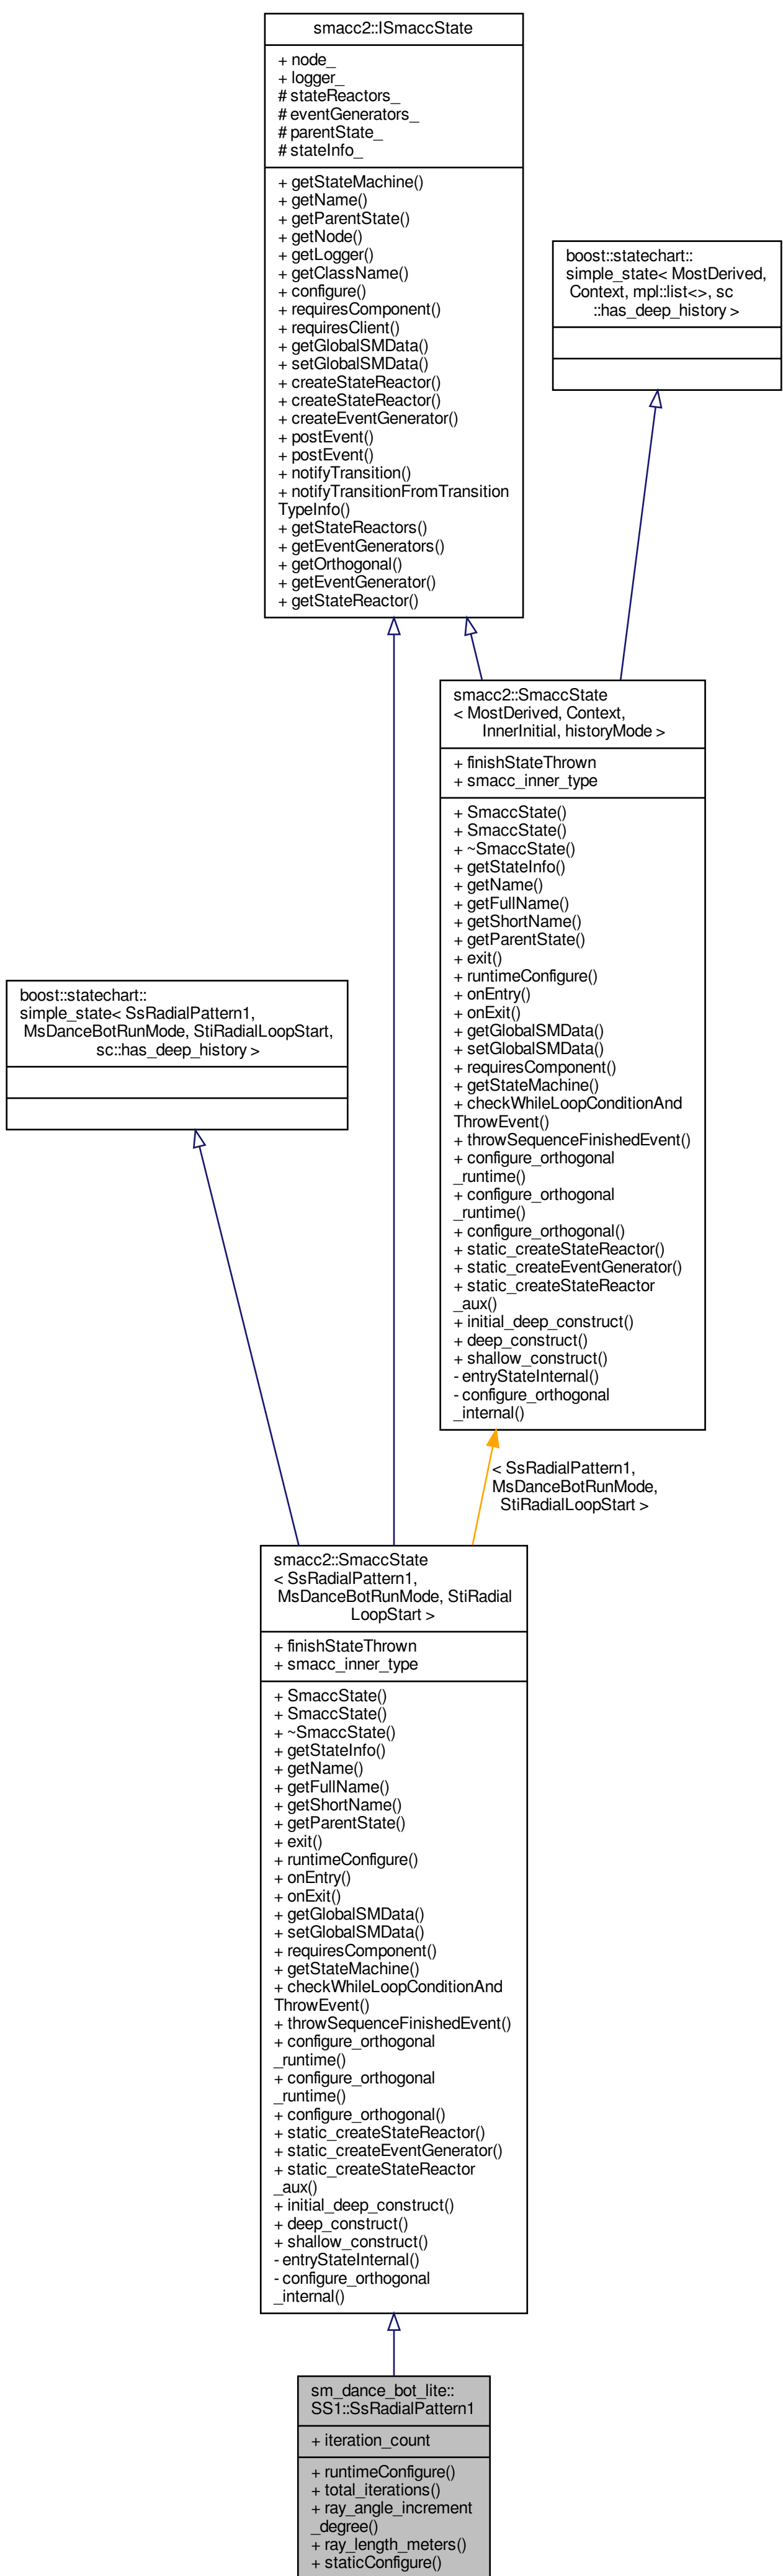 smacc2::ISmaccState
+ node_
+ logger_
# stateReactors_
# eventGenerators_
# parentState_
# stateInfo_
+ getStateMachine()
+ getName()
+ getParentState()
+ getNode()
+ getLogger()
+ getClassName()
+ configure()
+ requiresComponent()
+ requiresClient()
+ getGlobalSMData()
+ setGlobalSMData()
+ createStateReactor()
+ createStateReactor()
+ createEventGenerator()
+ postEvent()
+ postEvent()
+ notifyTransition()
+ notifyTransitionFromTransition
TypeInfo()
+ getStateReactors()
+ getEventGenerators()
+ getOrthogonal()
+ getEventGenerator()
+ getStateReactor()
boost::statechart::
simple_state< MostDerived,
Context, mpl::list<>, sc
::has_deep_history >
smacc2::SmaccState
< MostDerived, Context,
InnerInitial, historyMode >
+ finishStateThrown
+ smacc_inner_type
+ SmaccState()
+ SmaccState()
+ ~SmaccState()
+ getStateInfo()
+ getName()
+ getFullName()
+ getShortName()
+ getParentState()
+ exit()
+ runtimeConfigure()
+ onEntry()
+ onExit()
+ getGlobalSMData()
+ setGlobalSMData()
+ requiresComponent()
+ getStateMachine()
+ checkWhileLoopConditionAnd
ThrowEvent()
+ throwSequenceFinishedEvent()
+ configure_orthogonal
_runtime()
+ configure_orthogonal
_runtime()
+ configure_orthogonal()
+ static_createStateReactor()
+ static_createEventGenerator()
+ static_createStateReactor
_aux()
+ initial_deep_construct()
+ deep_construct()
+ shallow_construct()
- entryStateInternal()
- configure_orthogonal
_internal()
boost::statechart::
simple_state< SsRadialPattern1,
MsDanceBotRunMode, StiRadialLoopStart,
sc::has_deep_history >
< SsRadialPattern1,
MsDanceBotRunMode,
StiRadialLoopStart >
smacc2::SmaccState
< SsRadialPattern1,
MsDanceBotRunMode, StiRadial
LoopStart >
+ finishStateThrown
+ smacc_inner_type
+ SmaccState()
+ SmaccState()
+ ~SmaccState()
+ getStateInfo()
+ getName()
+ getFullName()
+ getShortName()
+ getParentState()
+ exit()
+ runtimeConfigure()
+ onEntry()
+ onExit()
+ getGlobalSMData()
+ setGlobalSMData()
+ requiresComponent()
+ getStateMachine()
+ checkWhileLoopConditionAnd
ThrowEvent()
+ throwSequenceFinishedEvent()
+ configure_orthogonal
_runtime()
+ configure_orthogonal
_runtime()
+ configure_orthogonal()
+ static_createStateReactor()
+ static_createEventGenerator()
+ static_createStateReactor
_aux()
+ initial_deep_construct()
+ deep_construct()
+ shallow_construct()
- entryStateInternal()
- configure_orthogonal
_internal()
sm_dance_bot_lite::
SS1::SsRadialPattern1
+ iteration_count
+ runtimeConfigure()
+ total_iterations()
+ ray_angle_increment
_degree()
+ ray_length_meters()
+ staticConfigure()